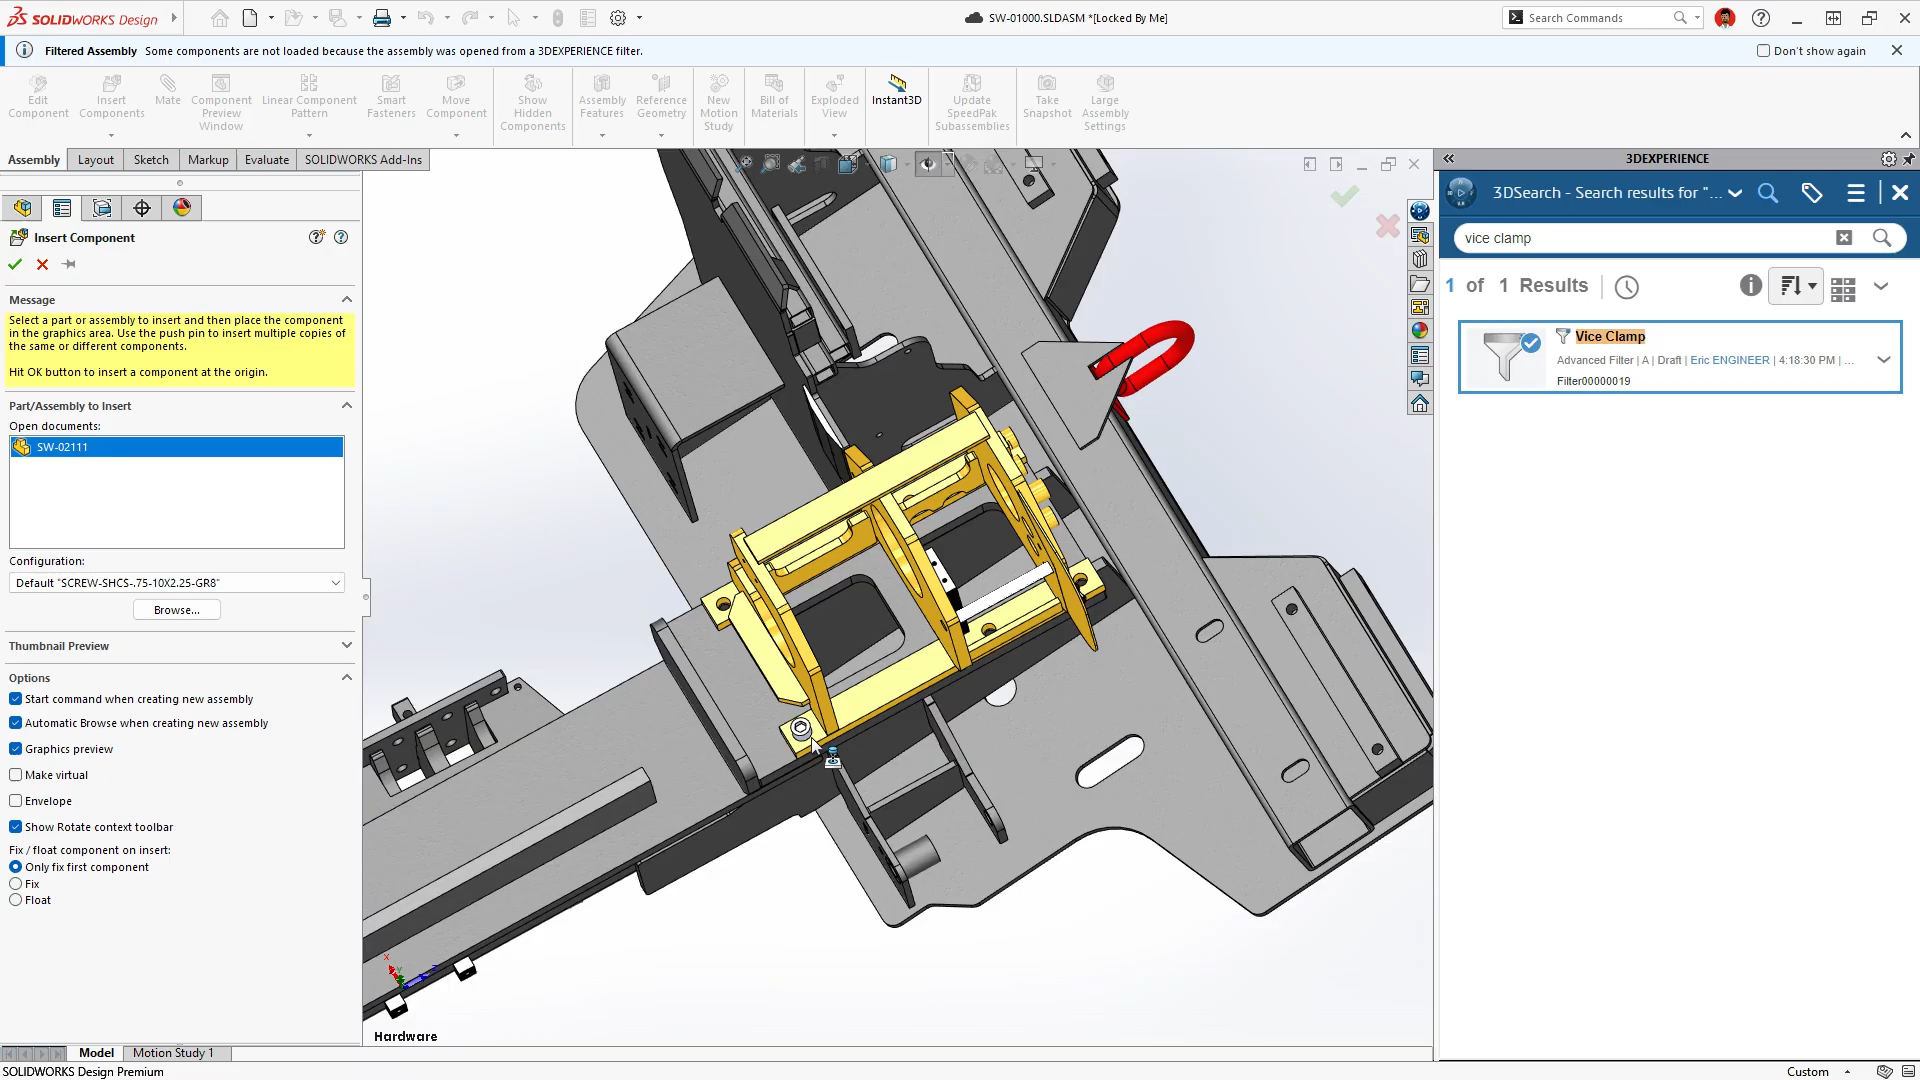 SOLIDWORKS Design
SW-01000.SLDASM *[Locked By Me]
Search Commands
Filtered Assembly Some components are not loaded because the assembly was opened from a 3DEXPERIENCE filter.
Don't show again
Edit Component
Insert Components
Mate
Component Preview Window
Linear Component Pattern
Smart Fasteners
Move Component
Show Hidden Components
Assembly Features
Reference Geometry
New Motion Study
Bill of Materials
Exploded View
Instant3D
Update SpeedPak Subassemblies
Take Snapshot
Large Assembly Settings
Assembly Layout Sketch Markup Evaluate SOLIDWORKS Add-Ins
Insert Component
Message
Select a part or assembly to insert and then place the component
in the graphics area. Use the push pin to insert multiple copies of
the same or different components.
Hit OK button to insert a component at the origin.
Part/Assembly to Insert
Open documents:
SW-02111
Configuration:
Default "SCREW-SHCS-.75-10X2.25-GR8"
Browse...
Thumbnail Preview
Options
Start command when creating new assembly
Automatic Browse when creating new assembly
Graphics preview
Make virtual
Envelope
Show Rotate context toolbar
Fix / float component on insert:
Only fix first component
Fix
Float
Hardware
Model Motion Study 1
SOLIDWORKS Design Premium
Custom
3DEXPERIENCE
3DSearch - Search results for "...
vice clamp
1 of 1 Results
Vice Clamp
Advanced Filter | A | Draft | Eric ENGINEER | 4:18:30 PM | ...
Filter00000019